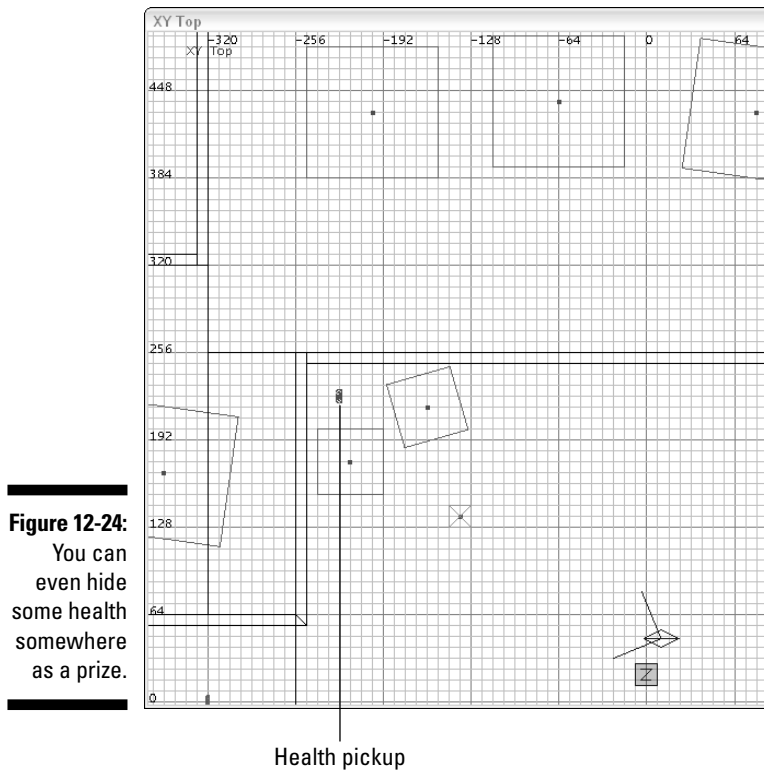 XY Top
-320 -256 -192 -128 -64 0 64
XY Top
448
384
320
256
192
128
64
0
Z
Figure 12-24:
You can
even hide
some health
somewhere
as a prize.
Health pickup